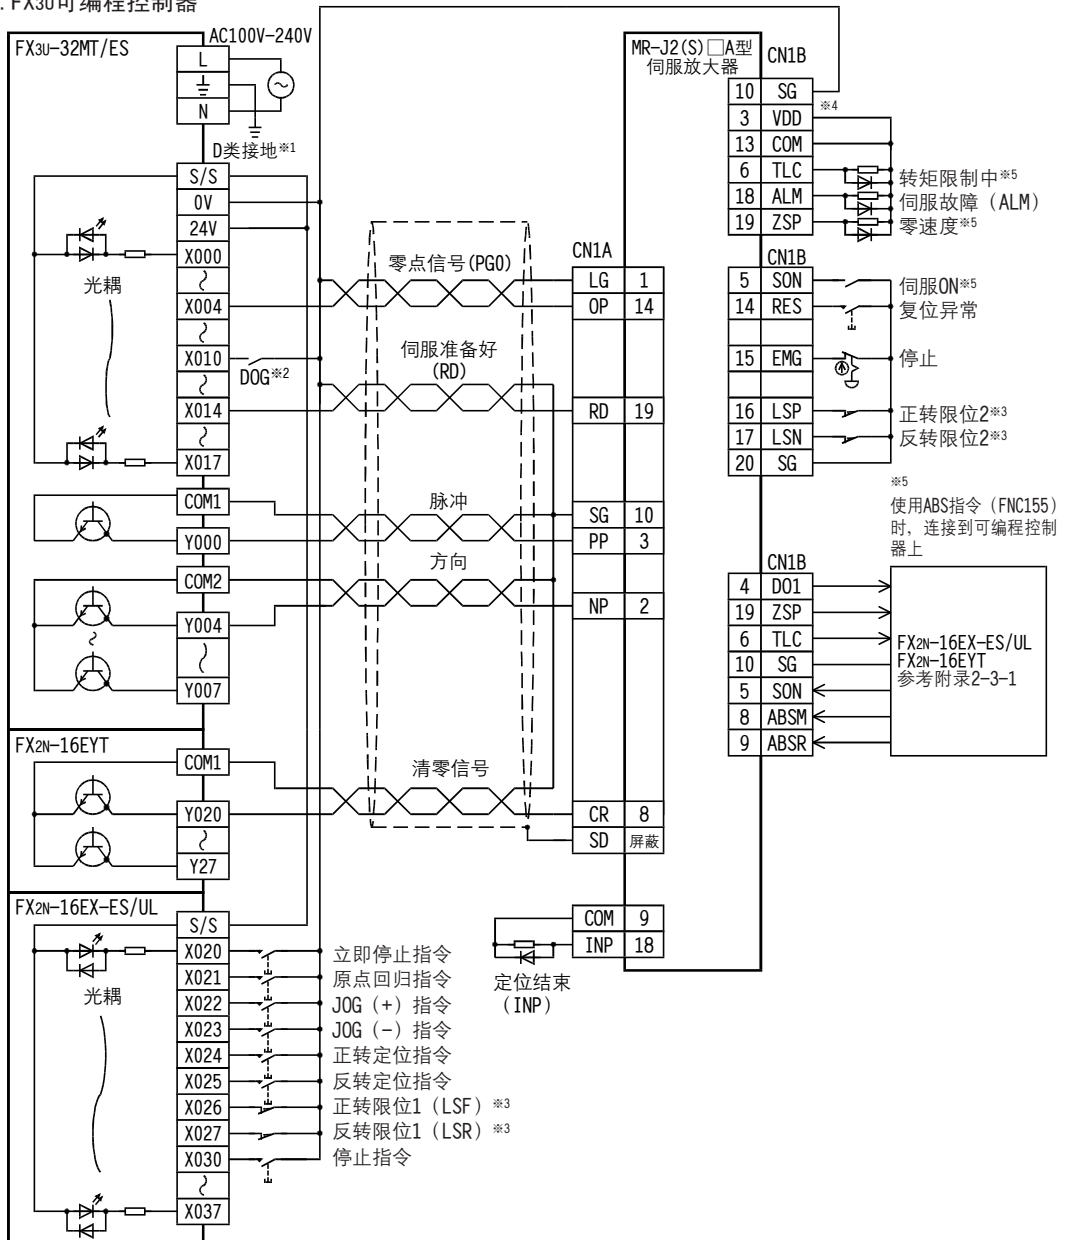 . FX3U可编程控制器
FX3U-32MT/ES
AC100V-240V
L
N
D类接地※1
S/S
0V
24V
X000
X004
X010
DOG※2
X014
X017
光耦
COM1
Y000
COM2
Y004
Y007
FX2N-16EYT
COM1
Y020
Y27
FX2N-16EX-ES/UL
S/S
X020 立即停止指令
X021 原点回归指令
X022 JOG（+）指令
X023 JOG（-）指令
X024 正转定位指令
X025 反转定位指令
X026 正转限位1（LSF）※3
X027 反转限位1（LSR）※3
X030 停止指令
X037
光耦
零点信号(PG0)
伺服准备好
(RD)
脉冲
方向
清零信号
MR-J2(S)□A型
伺服放大器
CN1A
LG 1
OP 14
RD 19
SG 10
PP 3
NP 2
CR 8
SD 屏蔽
COM 9
INP 18
定位结束
（INP）
CN1B
10 SG
※4
3 VDD
13 COM
6 TLC 转矩限制中※5
18 ALM 伺服故障（ALM）
19 ZSP 零速度※5
CN1B
5 SON 伺服ON※5
14 RES 复位异常
15 EMG 停止
16 LSP 正转限位2※3
17 LSN 反转限位2※3
20 SG
※5
使用ABS指令（FNC155）
时，连接到可编程控制
器上
CN1B
4 DO1
19 ZSP
6 TLC
10 SG
5 SON
8 ABSM
9 ABSR
FX2N-16EX-ES/UL
FX2N-16EYT
参考附录2-3-1